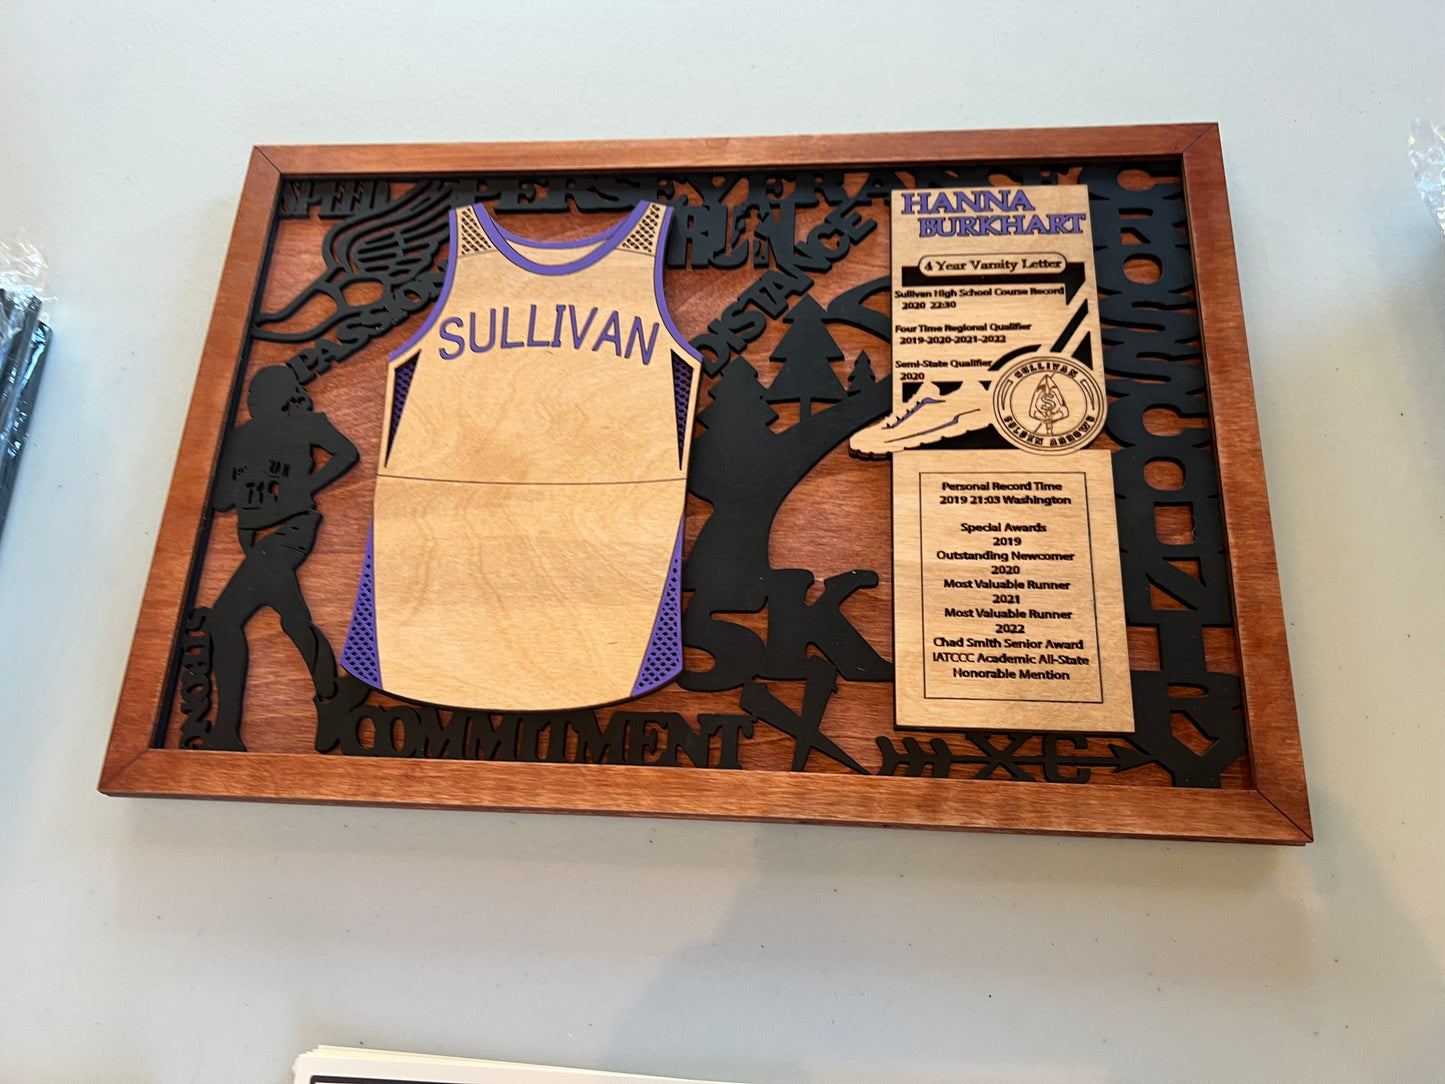 SPEED
PERSEVERANCE
RUN
DISTANCE
PASSION
SULLIVAN
HANNA
BURKHART
4 Year Varsity Letter
Sullivan High School Course Record
2020 22:30
Four Time Regional Qualifier
2019-2020-2021-2022
Semi-State Qualifier
2020
SULLIVAN
GOLDEN ARROWS
Personal Record Time
2019 21:03 Washington
Special Awards
2019
Outstanding Newcomer
2020
Most Valuable Runner
2021
Most Valuable Runner
2022
Chad Smith Senior Award
IATCCC Academic All-State
Honorable Mention
5K
COMMITMENT
X
XC